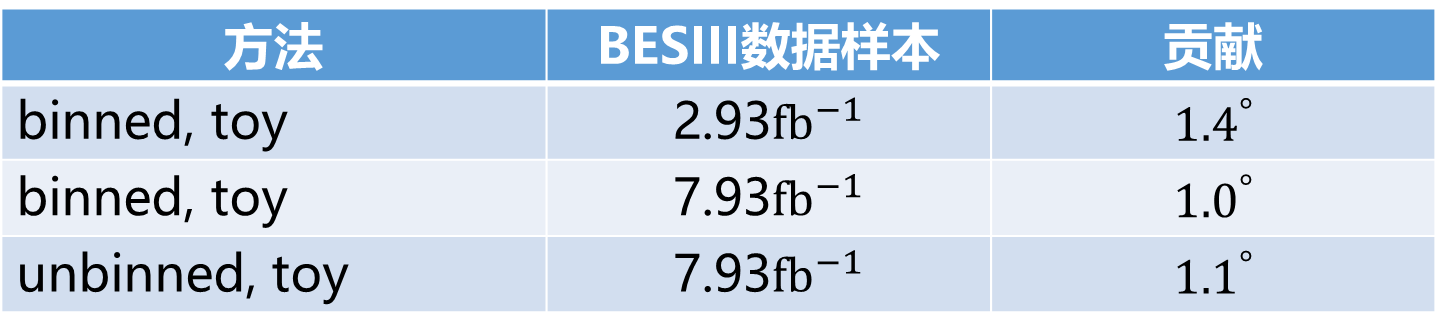 方法 BESIII数据样本 贡献
binned, toy 2.93fb⁻¹ 1.4°
binned, toy 7.93fb⁻¹ 1.0°
unbinned, toy 7.93fb⁻¹ 1.1°